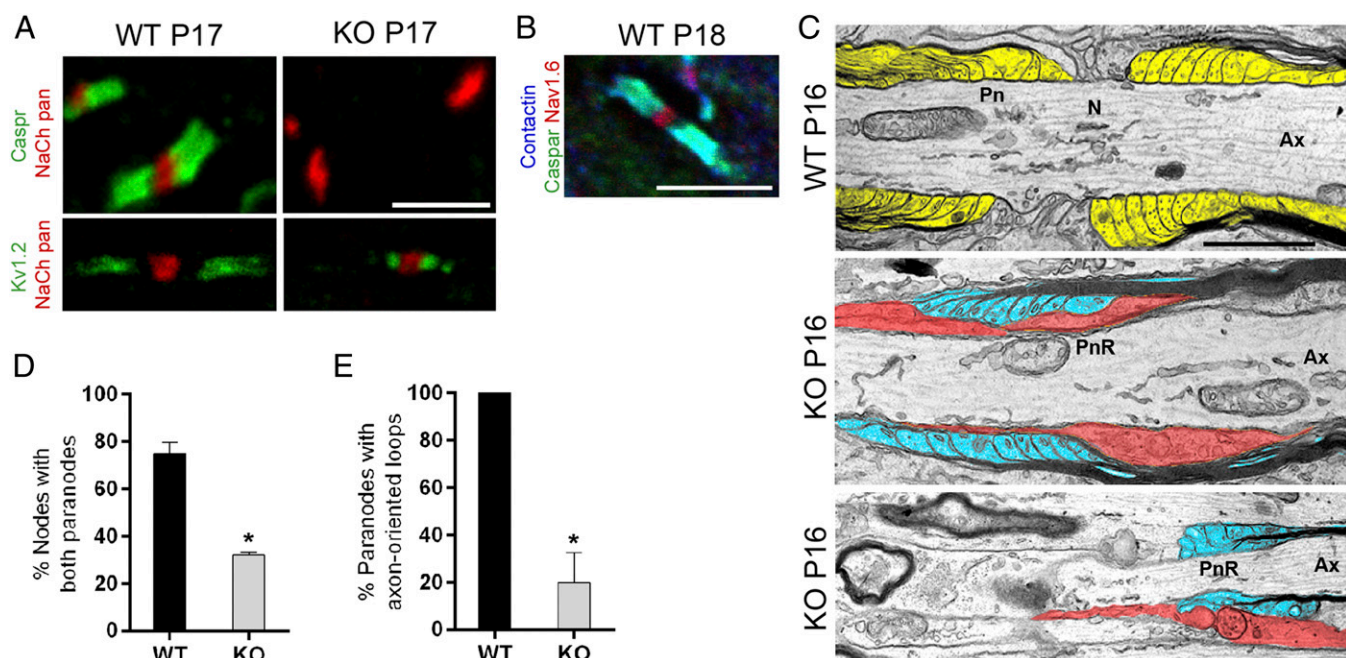 A
WT P17
KO P17
Caspr
NaCh pan
Kv1.2
NaCh pan
B
WT P18
Contactin
Caspar Nav1.6
C
WT P16
Pn
N
Ax
KO P16
PnR
Ax
KO P16
PnR
Ax
D
% Nodes with
both paranodes
100
80
60
40
20
0
*
WT
KO
E
% Paranodes with
axon-oriented loops
100
80
60
40
20
0
*
WT
KO